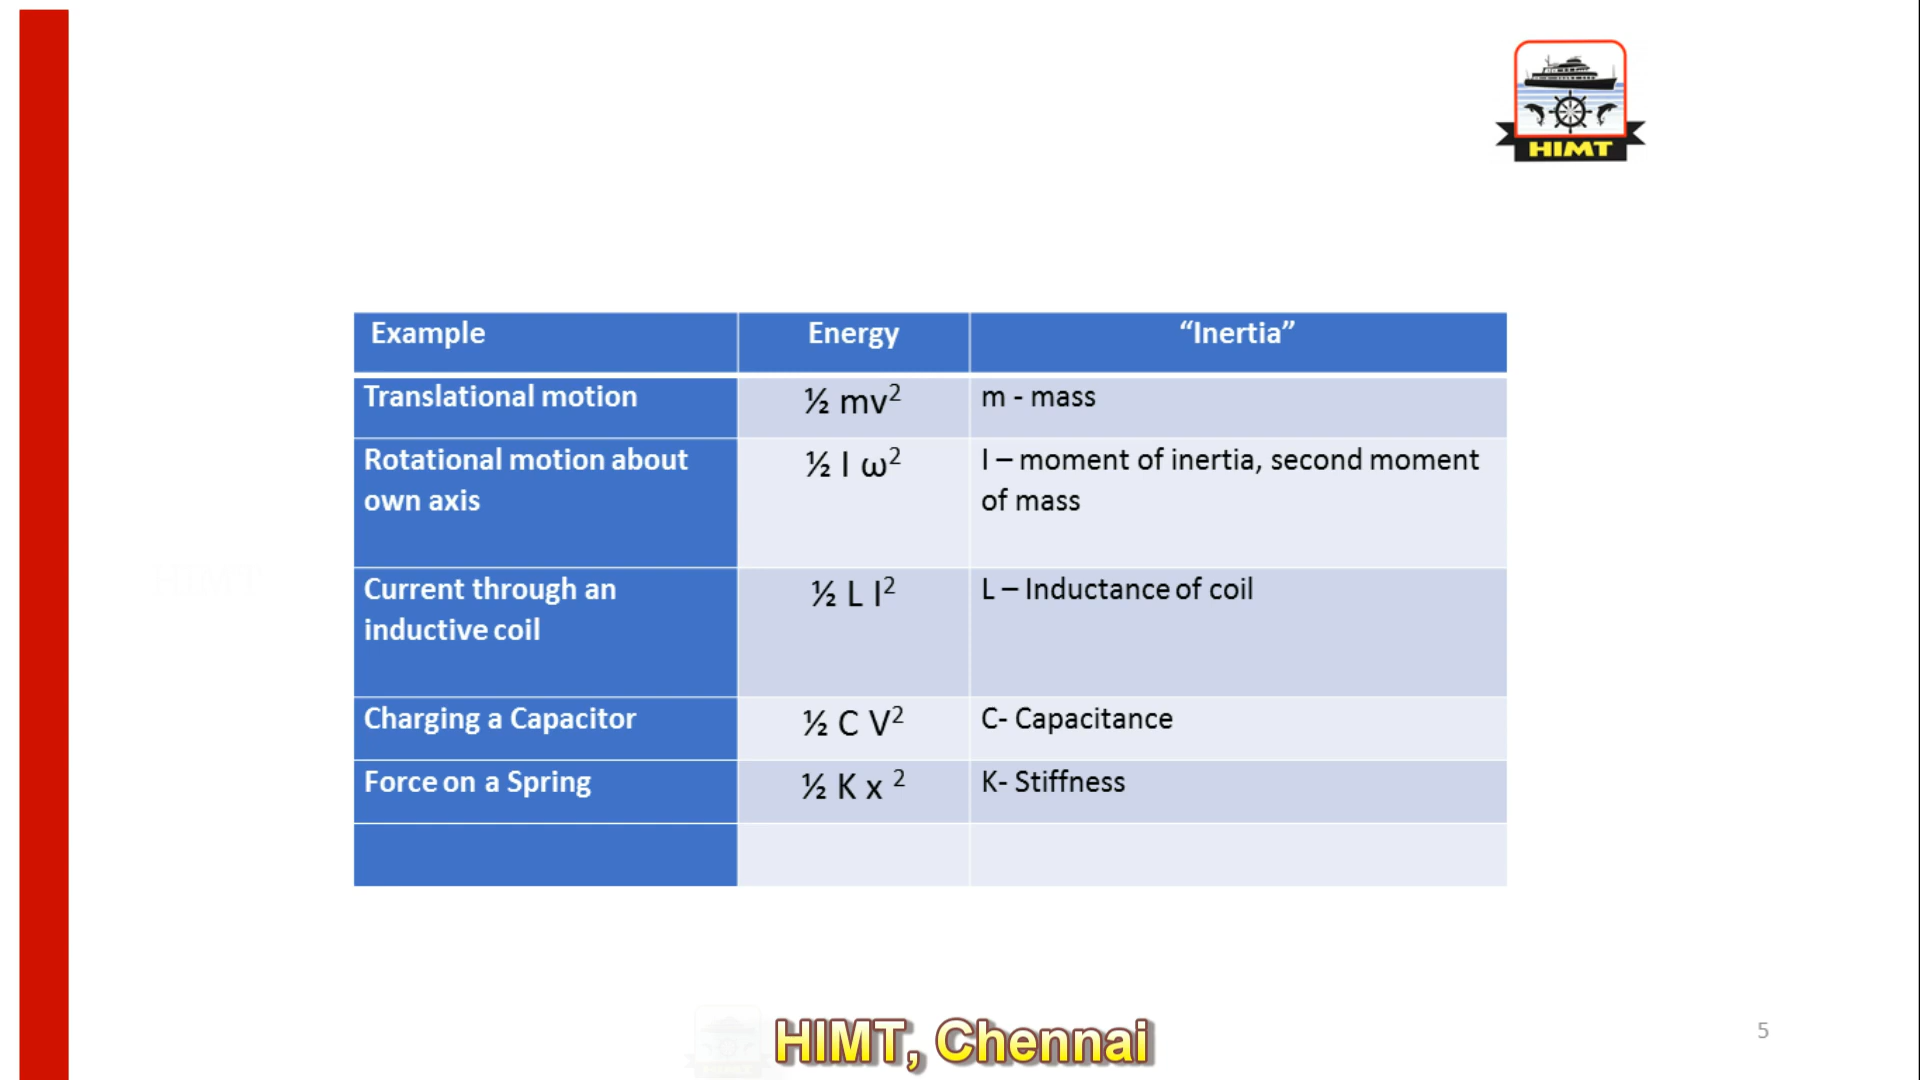 HIMT
Example Energy “Inertia”
Translational motion ½ mv² m - mass
Rotational motion about ½ I ω² I – moment of inertia, second moment
own axis of mass
Current through an ½ L I² L – Inductance of coil
inductive coil
Charging a Capacitor ½ C V² C- Capacitance
Force on a Spring ½ K x ² K- Stiffness
HIMT
HIMT
HIMT, Chennai
5